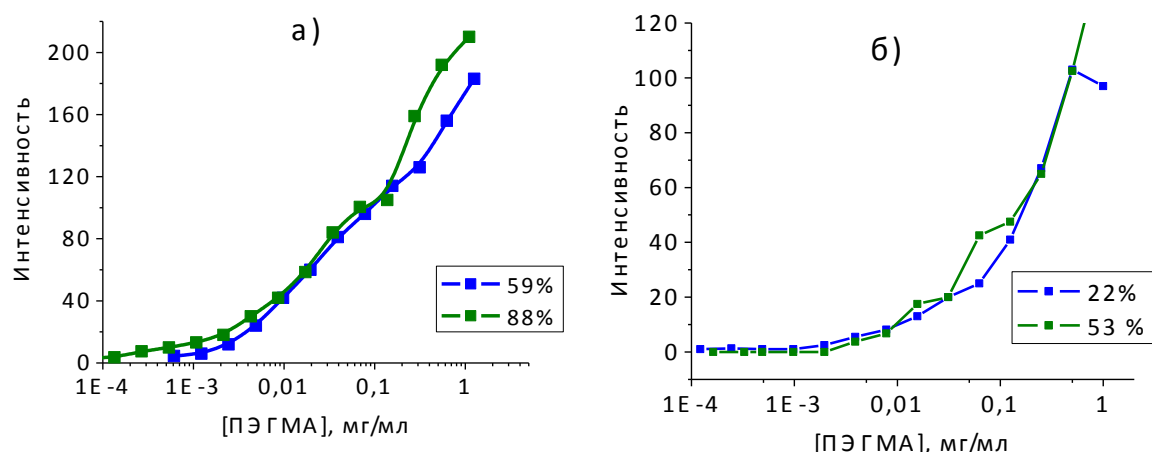 а)
200
160
120
80
40
0
Интенсивность
1E-4
1E-3
0,01
0,1
1
[ПЭГМА], мг/мл
59%
88%
б)
120
100
80
60
40
20
0
Интенсивность
1E-4
1E-3
0,01
0,1
1
[ПЭГМА], мг/мл
22%
53 %